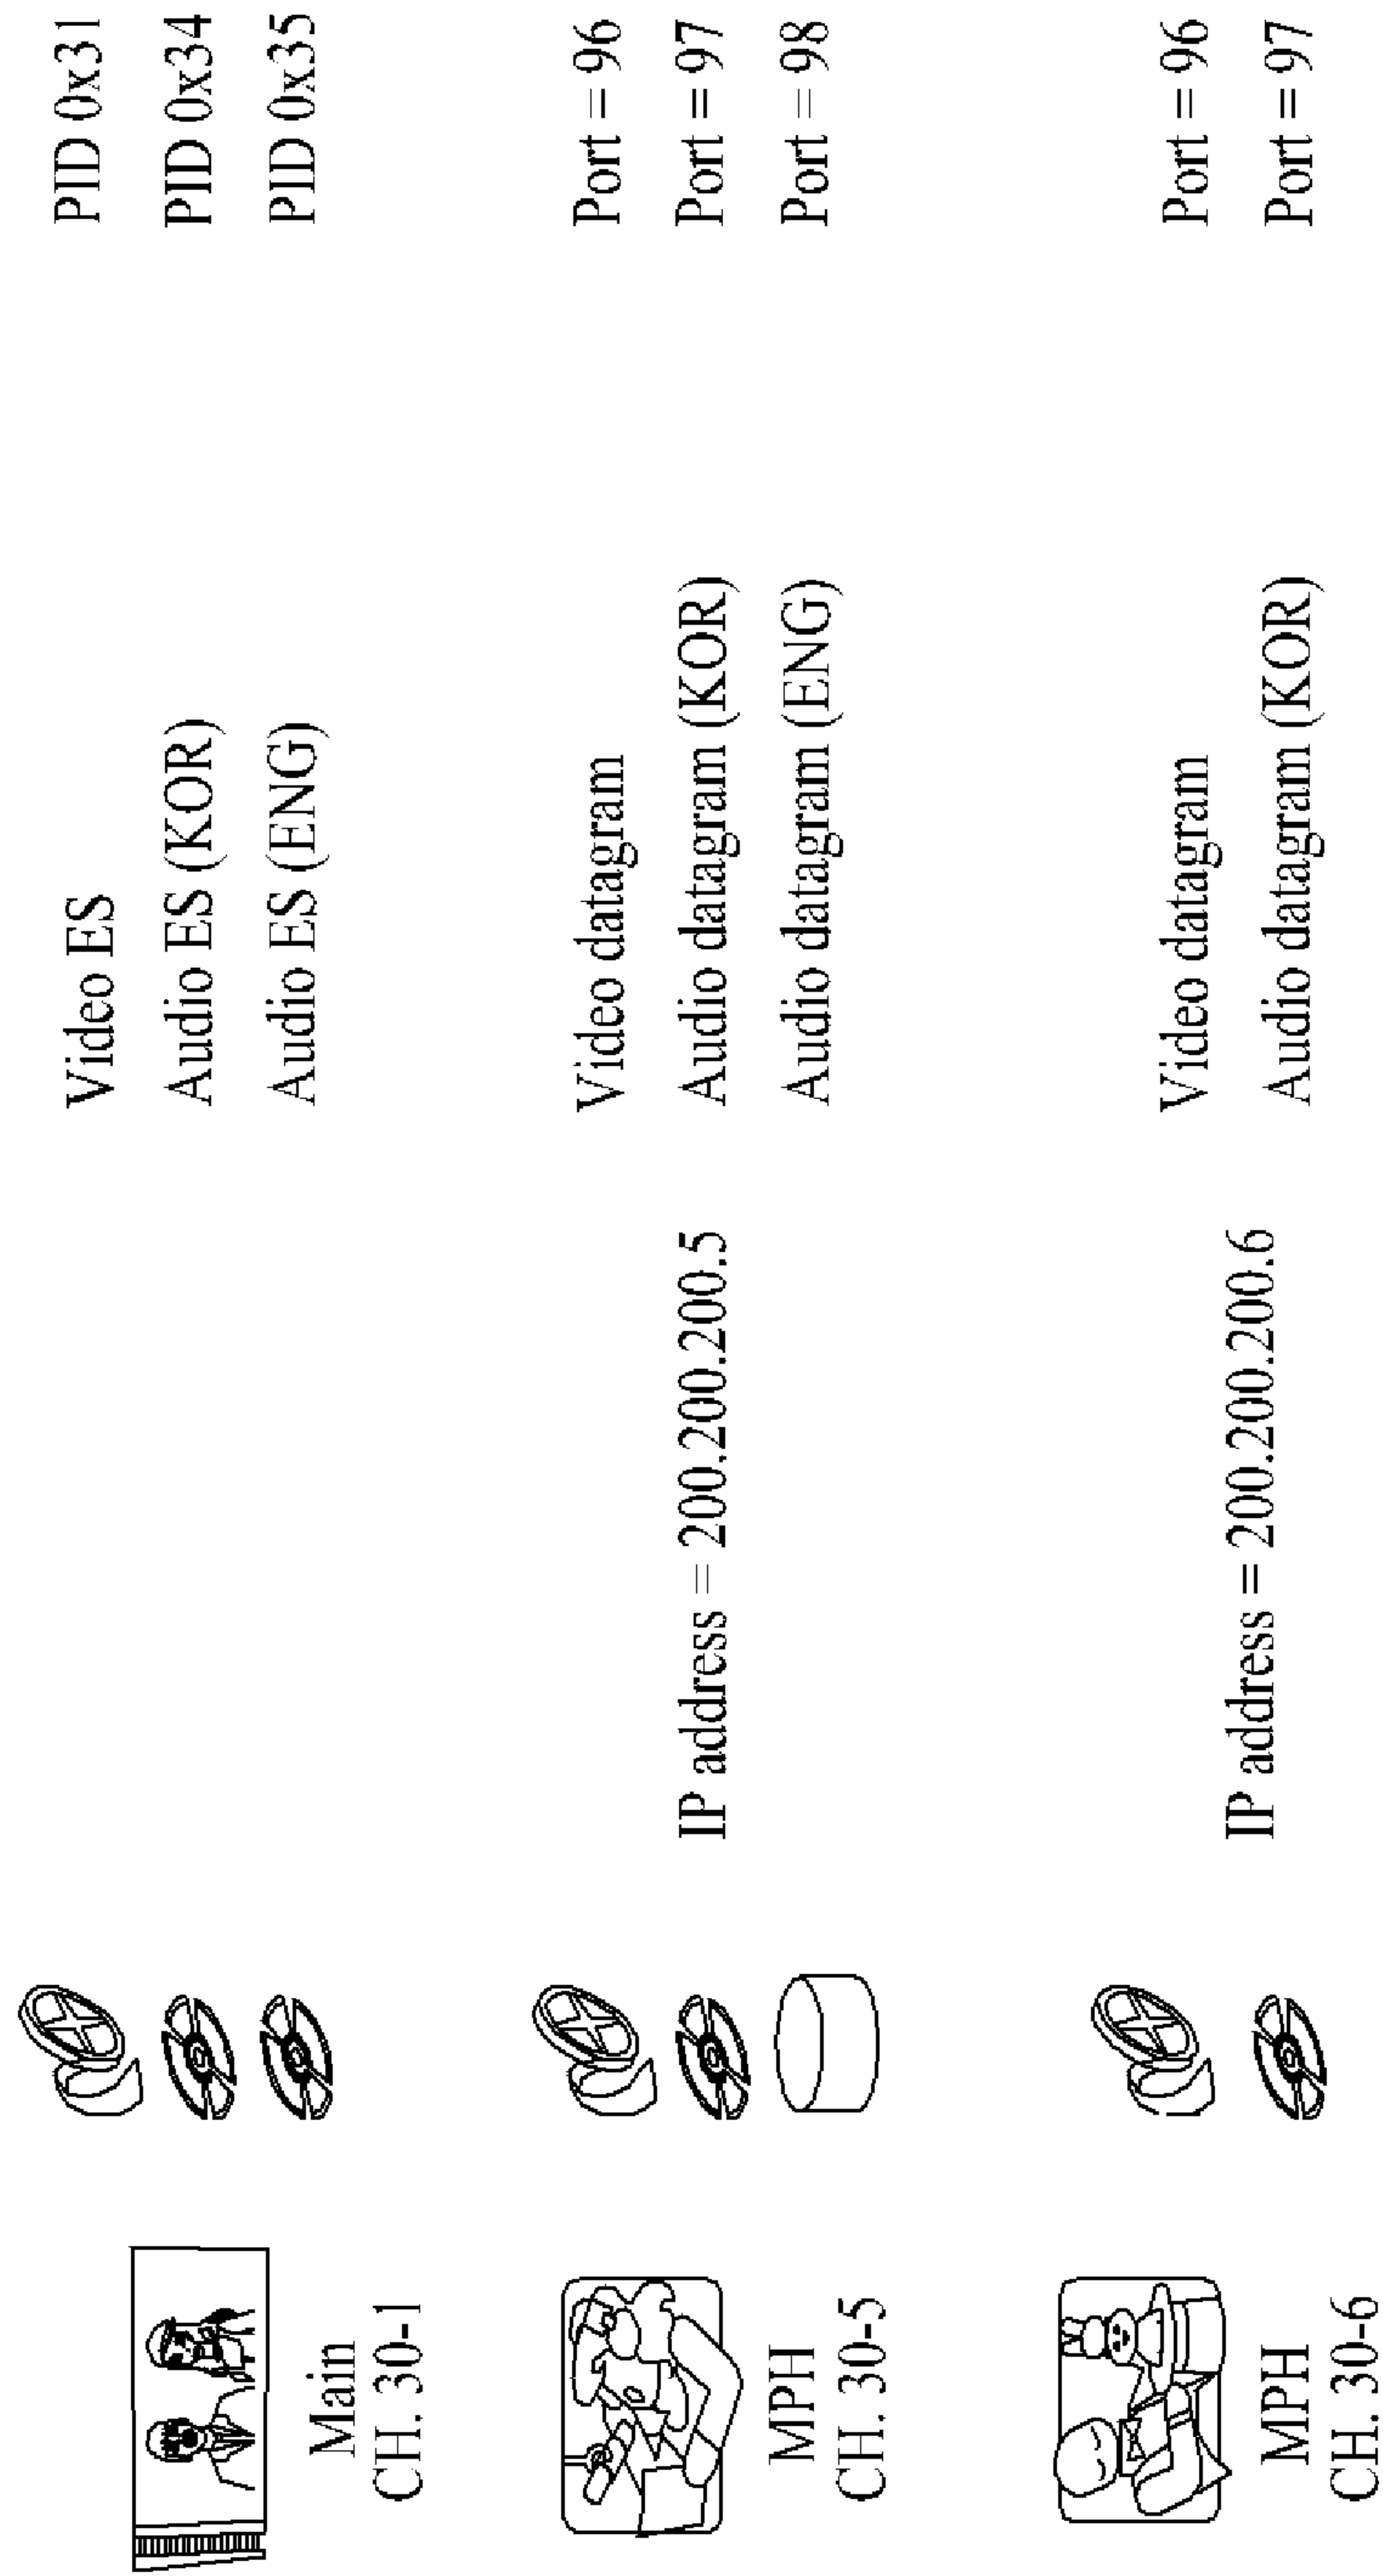 Main
CH. 30-1
Video ES PID 0x31
Audio ES (KOR) PID 0x34
Audio ES (ENG) PID 0x35
MPH
CH. 30-5
IP address = 200.200.200.5
Video datagram Port = 96
Audio datagram (KOR) Port = 97
Audio datagram (ENG) Port = 98
MPH
CH. 30-6
IP address = 200.200.200.6
Video datagram Port = 96
Audio datagram (KOR) Port = 97